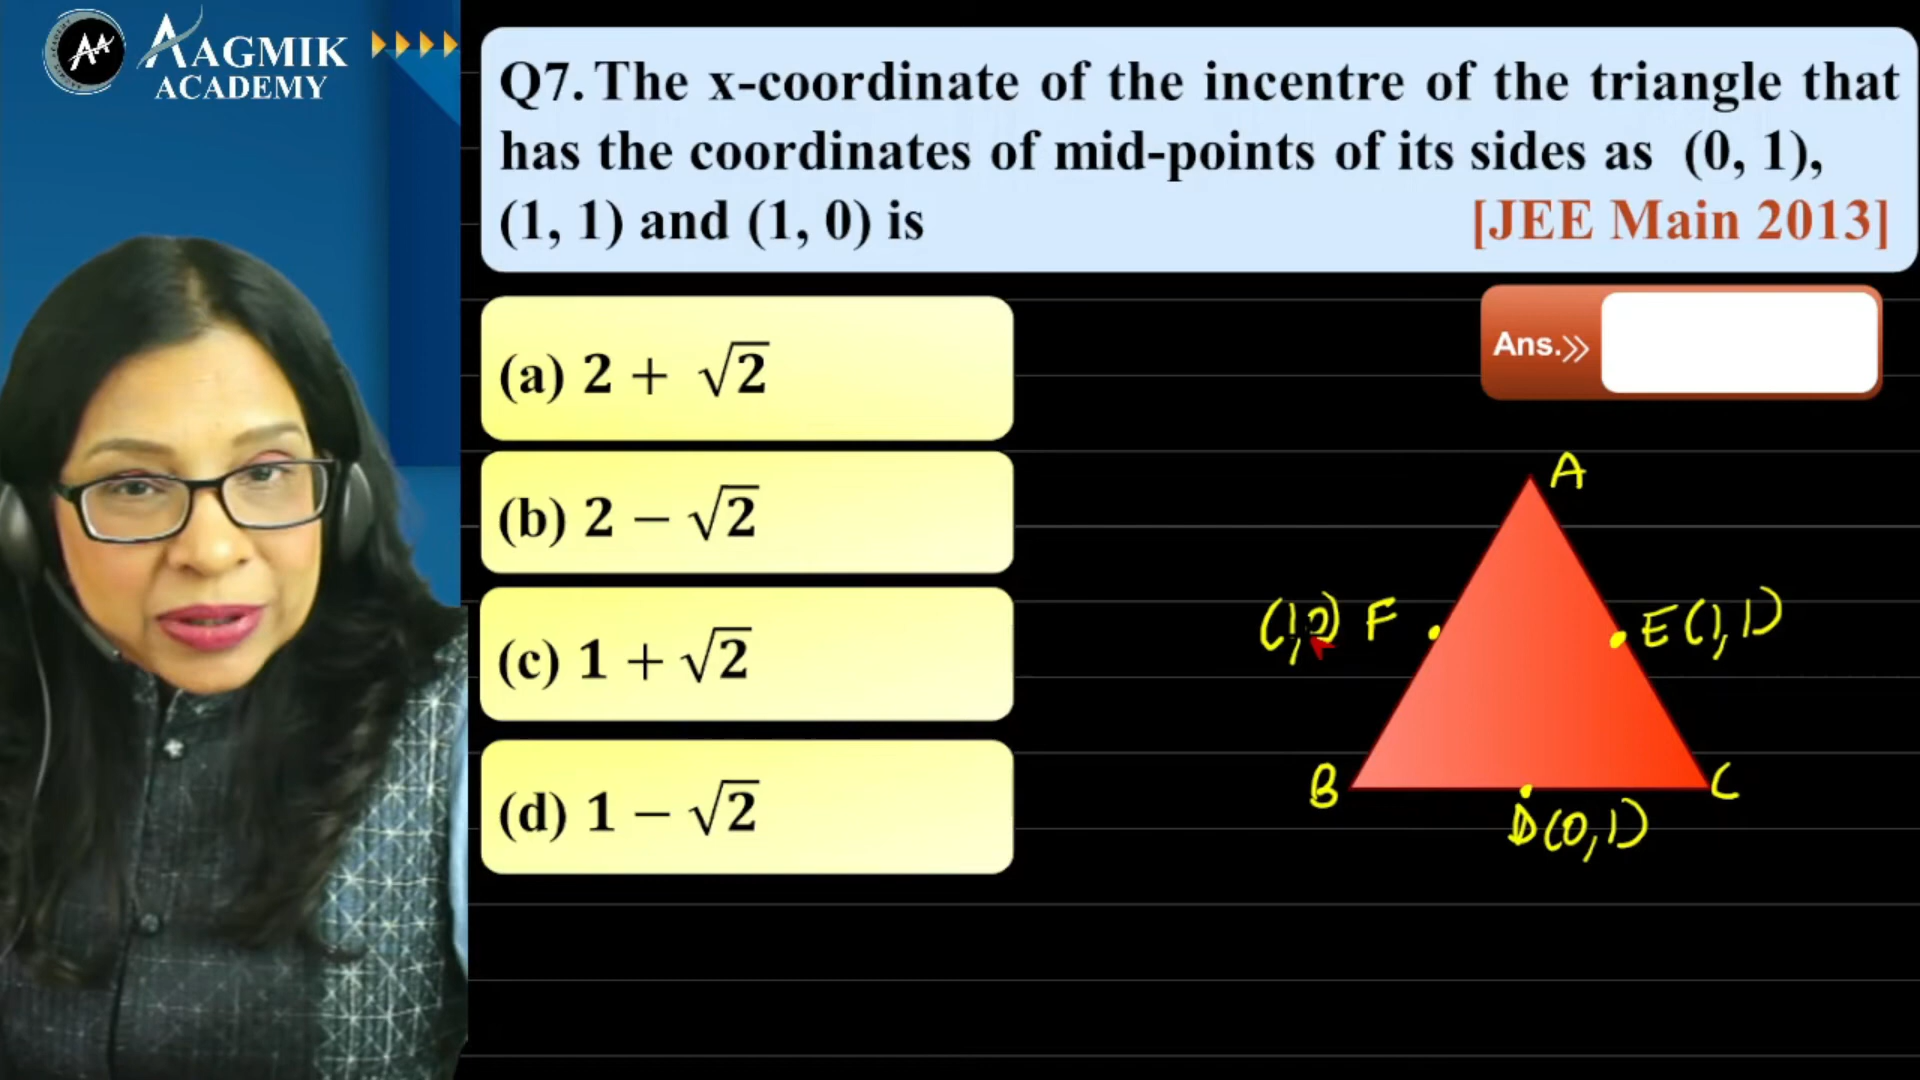 AAGMIK
ACADEMY
Q7. The x-coordinate of the incentre of the triangle that
has the coordinates of mid-points of its sides as (0, 1),
(1, 1) and (1, 0) is [JEE Main 2013]
(a) 2 + √2
(b) 2 − √2
(c) 1 + √2
(d) 1 − √2
Ans.
A
(1,0) F
E (1,1)
B
C
D(0,1)